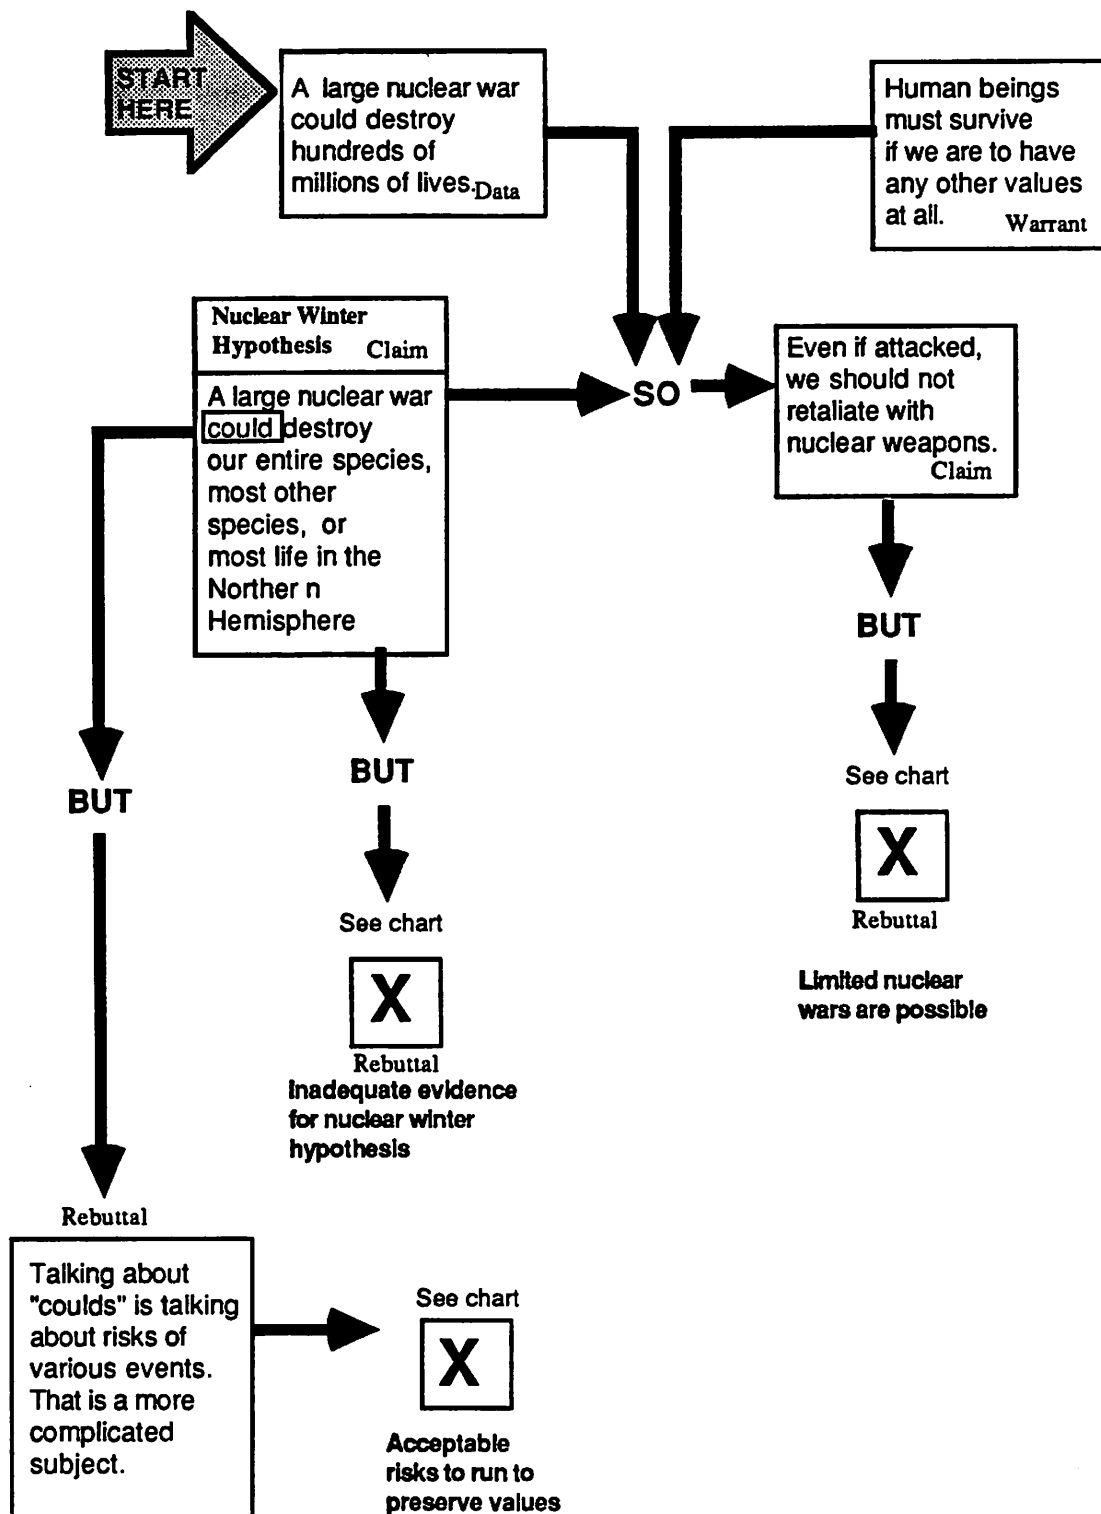 START
HERE
A large nuclear war
could destroy
hundreds of
millions of lives.
Data
Human beings
must survive
if we are to have
any other values
at all.
Warrant
Nuclear Winter
Hypothesis Claim
A large nuclear war
could destroy
our entire species,
most other
species, or
most life in the
Norther n
Hemisphere
SO
Even if attacked,
we should not
retaliate with
nuclear weapons.
Claim
BUT
See chart
X
Rebuttal
Limited nuclear
wars are possible
BUT
See chart
X
Rebuttal
Inadequate evidence
for nuclear winter
hypothesis
BUT
Rebuttal
Talking about
"coulds" is talking
about risks of
various events.
That is a more
complicated
subject.
See chart
X
Acceptable
risks to run to
preserve values